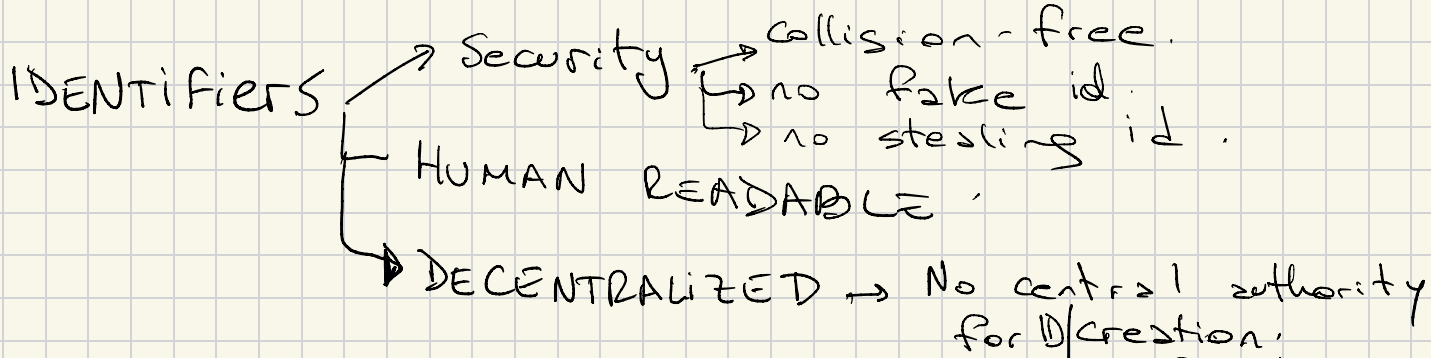 IDENTifierS
Security
collision-free.
no fake id.
no stealing id.
HUMAN READABLE.
DECENTRALiZED → No central authority
for ID/creation.